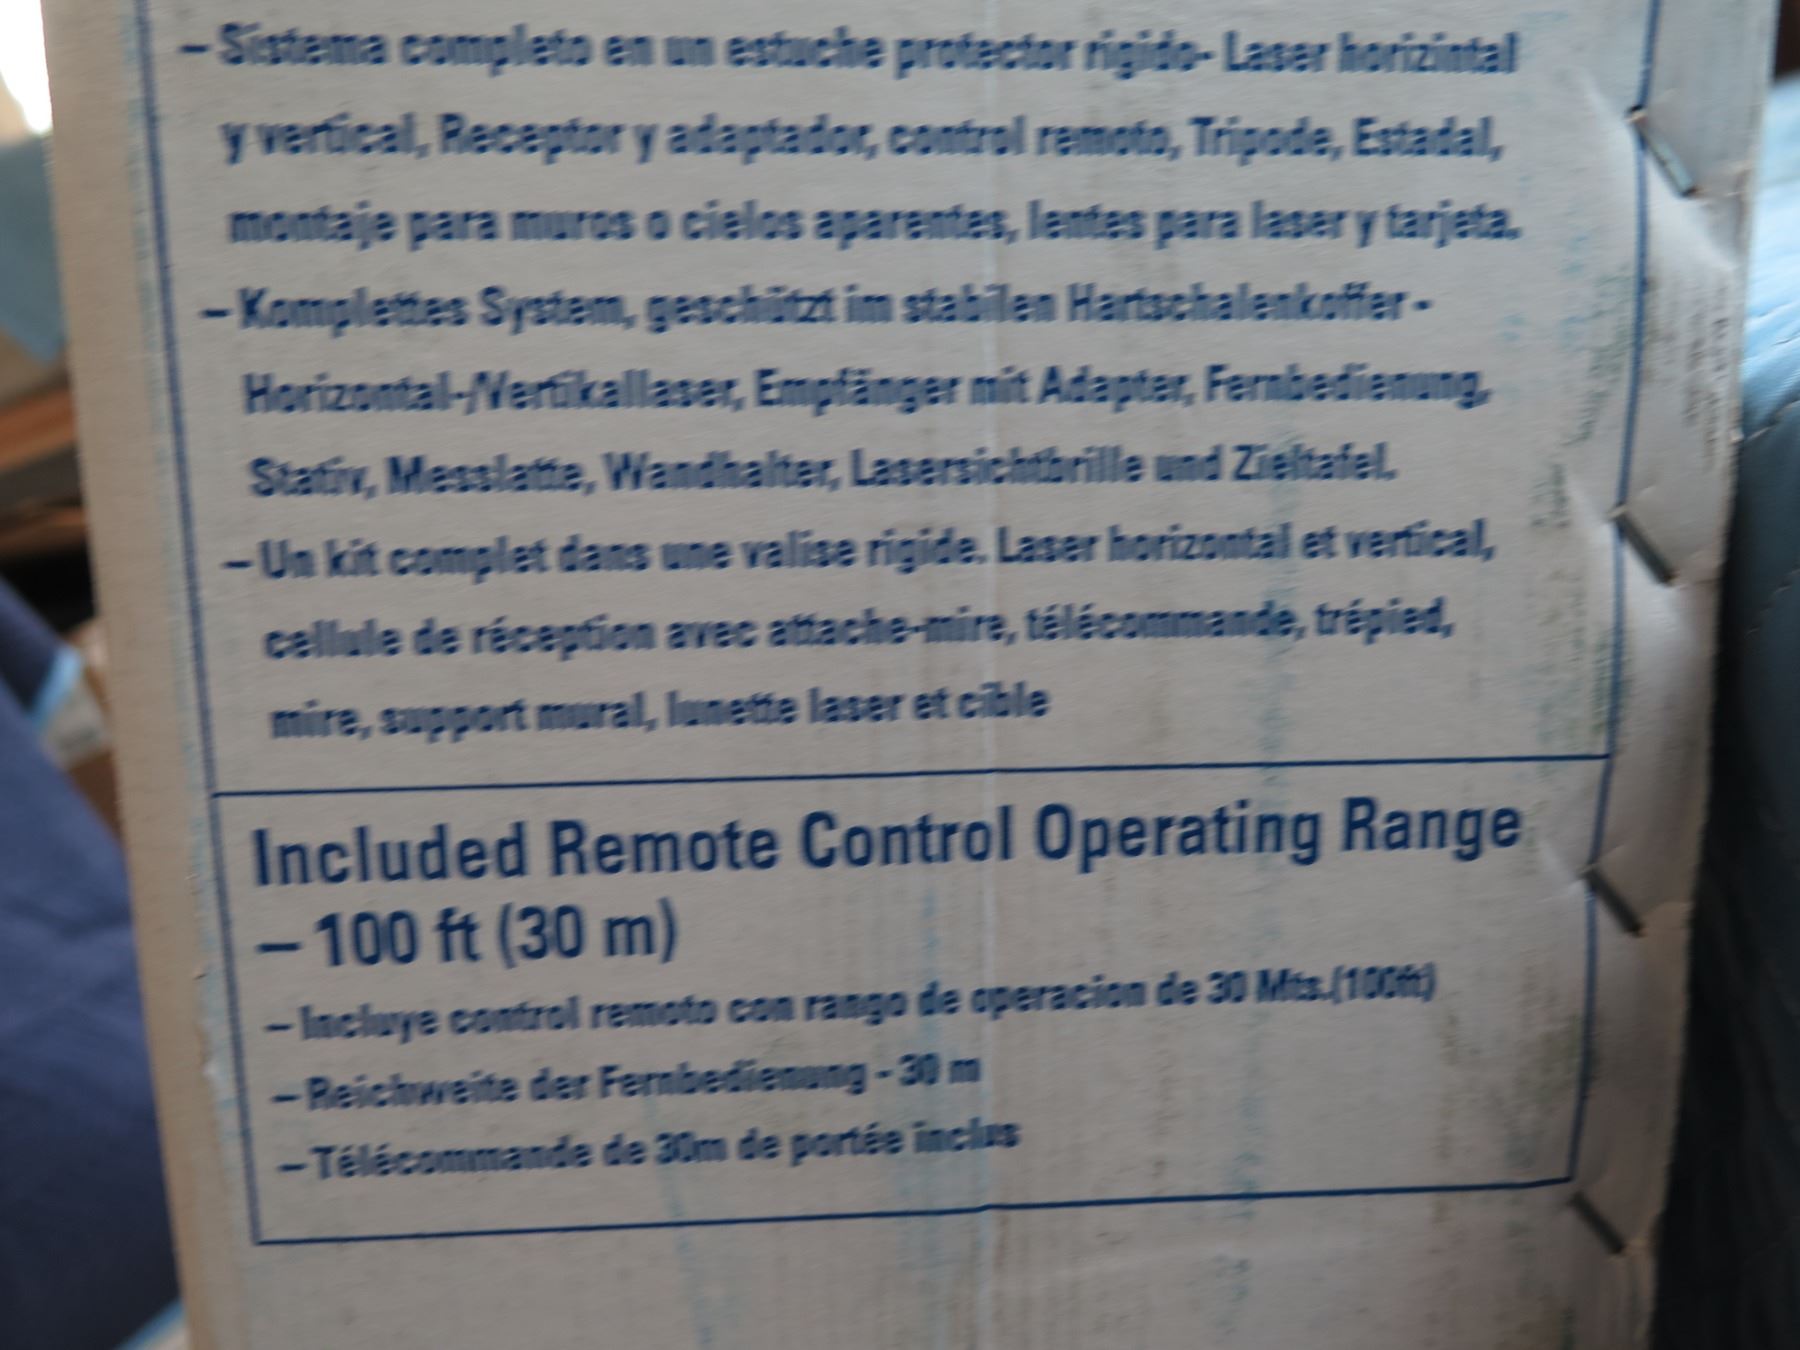 – Sistema completo en un estuche protector rigido- Laser horizintal
y vertical, Receptor y adaptador, control remoto, Tripode, Estadal,
montaje para muros o cielos aparentes, lentes para laser y tarjeta.
– Komplettes System, geschützt im stabilen Hartschalenkoffer -
Horizontal-/Vertikallaser, Empfänger mit Adapter, Fernbedienung,
Stativ, Messlatte, Wandhalter, Lasersichtbrille und Zieltafel.
– Un kit complet dans une valise rigide. Laser horizontal et vertical,
cellule de réception avec attache-mire, télécommande, trépied,
mire, support mural, lunette laser et cible
Included Remote Control Operating Range
– 100 ft (30 m)
– Incluye control remoto con rango de operacion de 30 Mts.(100ft)
– Reichweite der Fernbedienung - 30 m
– Télécommande de 30m de portée inclus